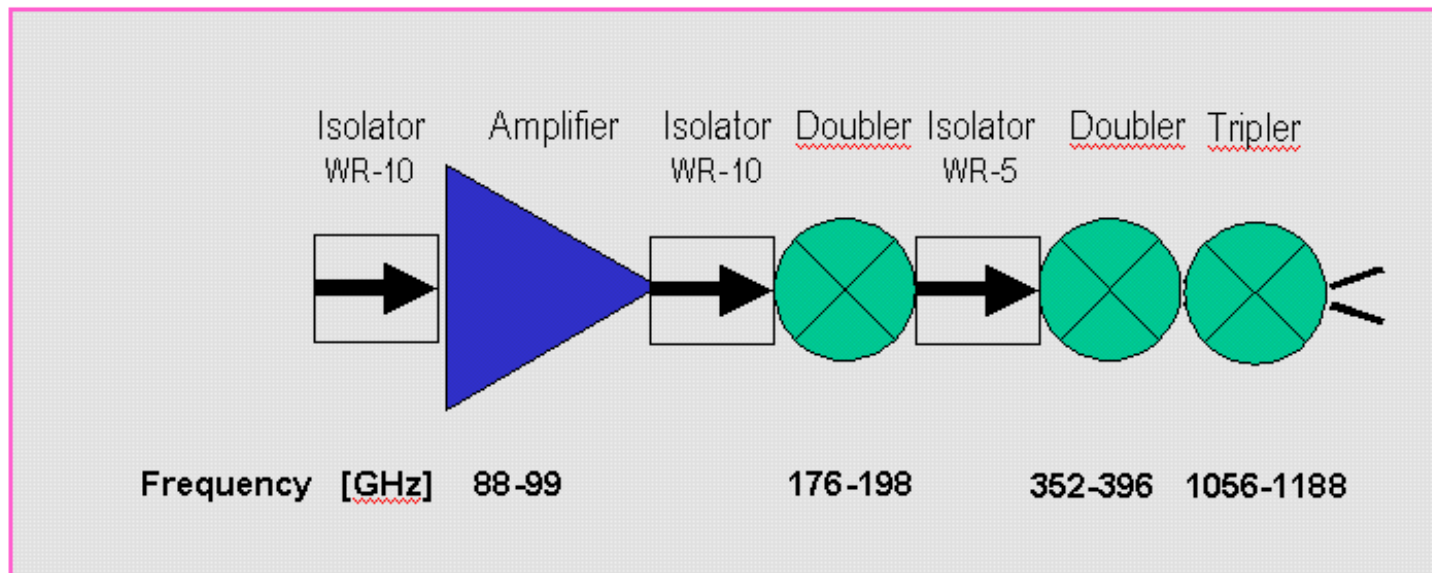 Isolator Amplifier Isolator Doubler Isolator Doubler Tripler
WR-10 WR-10 WR-5
Frequency [GHz] 88-99 176-198 352-396 1056-1188